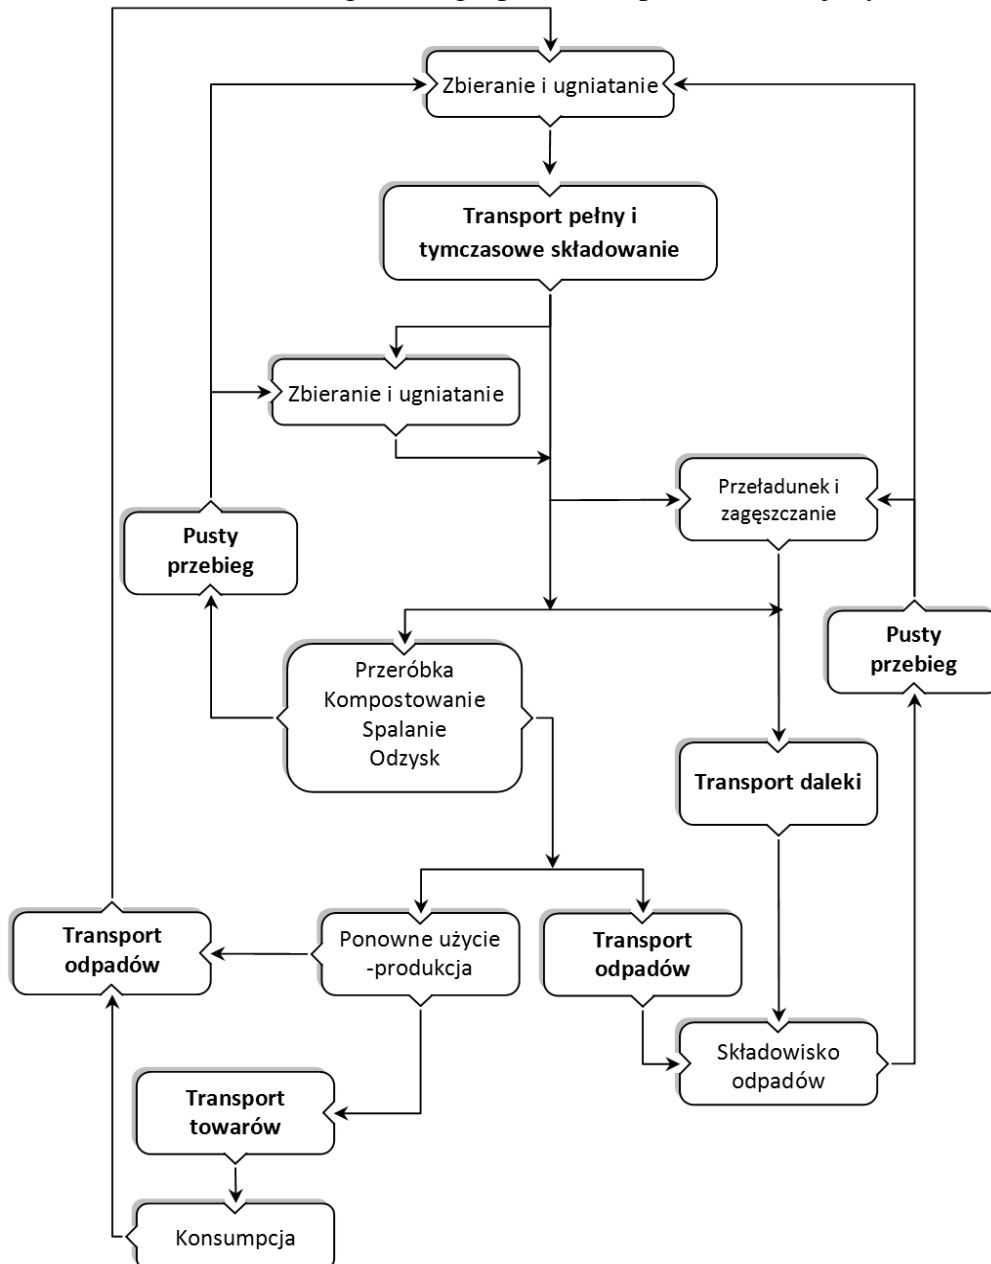 Zbieranie i ugniatanie
Transport pełny i
tymczasowe składowanie
Zbieranie i ugniatanie
Przeładunek i
zagęszczanie
Pusty
przebieg
Pusty
przebieg
Przeróbka
Kompostowanie
Spalanie
Odzysk
Transport daleki
Transport
odpadów
Ponowne użycie
-produkcja
Transport
odpadów
Składowisko
odpadów
Transport
towarów
Konsumpcja